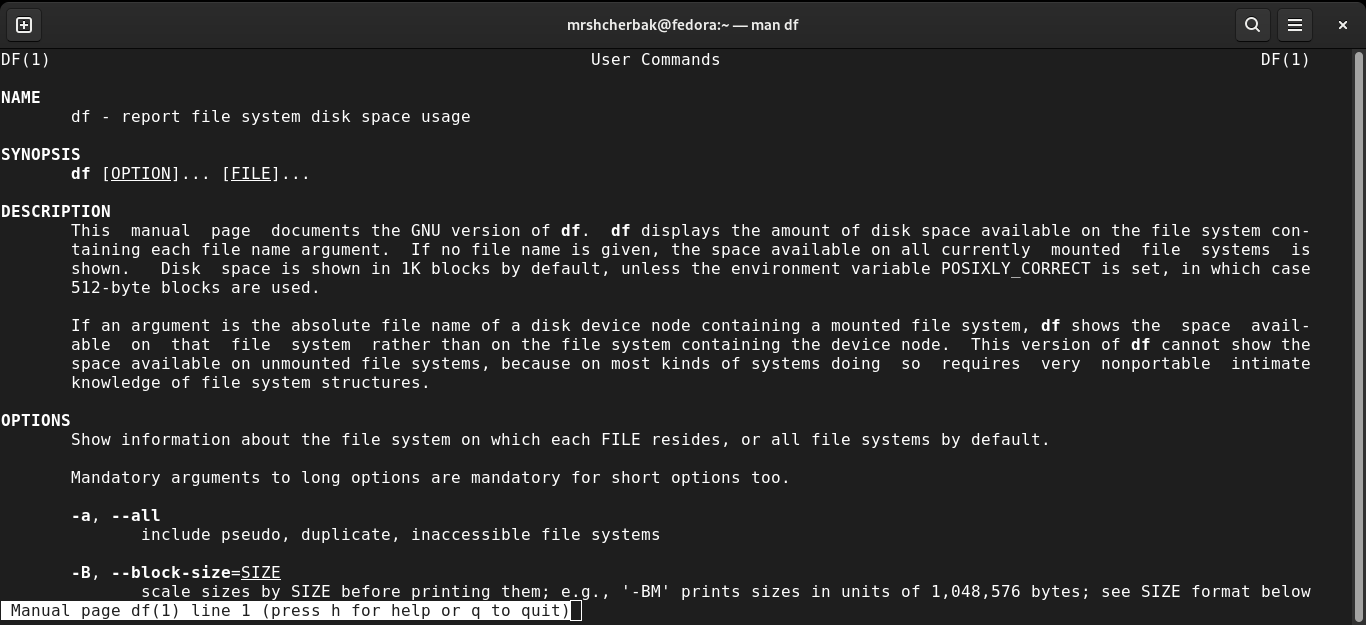 mrshcherbak@fedora:~ — man df
DF(1) User Commands DF(1)
NAME
df - report file system disk space usage
SYNOPSIS
df [OPTION]... [FILE]...
DESCRIPTION
This manual page documents the GNU version of df. df displays the amount of disk space available on the file system con-
taining each file name argument. If no file name is given, the space available on all currently mounted file systems is
shown. Disk space is shown in 1K blocks by default, unless the environment variable POSIXLY_CORRECT is set, in which case
512-byte blocks are used.
If an argument is the absolute file name of a disk device node containing a mounted file system, df shows the space avail-
able on that file system rather than on the file system containing the device node. This version of df cannot show the
space available on unmounted file systems, because on most kinds of systems doing so requires very nonportable intimate
knowledge of file system structures.
OPTIONS
Show information about the file system on which each FILE resides, or all file systems by default.
Mandatory arguments to long options are mandatory for short options too.
-a, --all
include pseudo, duplicate, inaccessible file systems
-B, --block-size=SIZE
scale sizes by SIZE before printing them; e.g., '-BM' prints sizes in units of 1,048,576 bytes; see SIZE format below
Manual page df(1) line 1 (press h for help or q to quit)